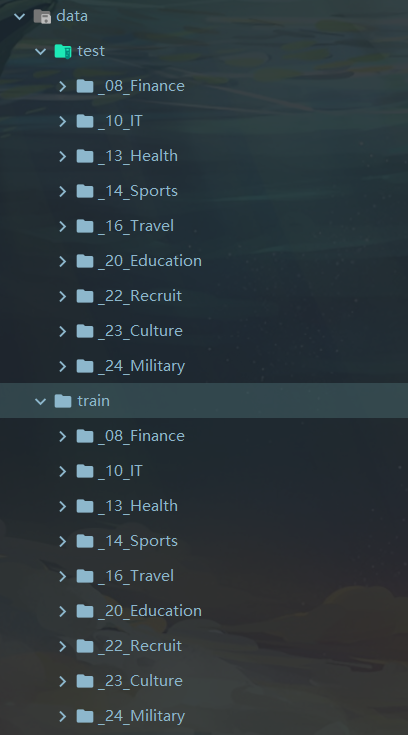 data
test
_08_Finance
_10_IT
_13_Health
_14_Sports
_16_Travel
_20_Education
_22_Recruit
_23_Culture
_24_Military
train
_08_Finance
_10_IT
_13_Health
_14_Sports
_16_Travel
_20_Education
_22_Recruit
_23_Culture
_24_Military